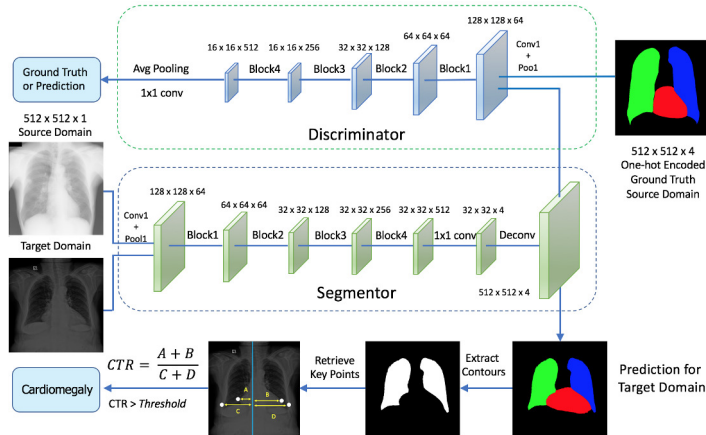 128 x 128 x 64
64 x 64 x 64
16 x 16 x 512
16 x 16 x 256
32 x 32 x 128
Conv1
+
Pool1
Ground Truth
or Prediction
Avg Pooling
1x1 conv
Block4
Block3
Block2
Block1
Discriminator
512 x 512 x 1
Source Domain
512 x 512 x 4
One-hot Encoded
Ground Truth
Source Domain
Target Domain
128 x 128 x 64
Conv1
+
Pool1
64 x 64 x 64
32 x 32 x 128
32 x 32 x 256
32 x 32 x 512
32 x 32 x 4
Block1
Block2
Block3
Block4
1x1 conv
Deconv
Segmentor
512 x 512 x 4
Cardiomegaly
CTR = A + B / C + D
CTR > Threshold
A
B
C
D
Retrieve
Key Points
Extract
Contours
Prediction for
Target Domain